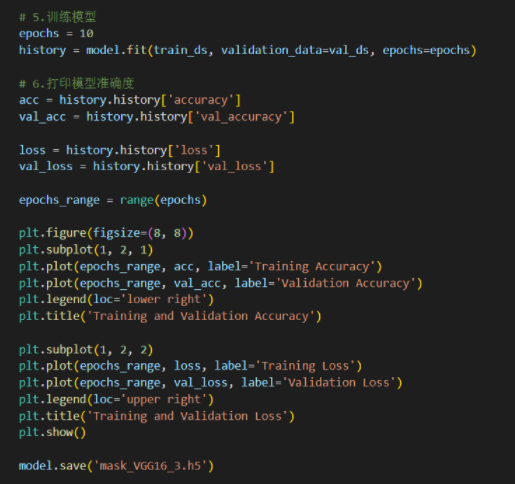 # 5.训练模型
epochs = 10
history = model.fit(train_ds, validation_data=val_ds, epochs=epochs)
# 6.打印模型准确度
acc = history.history['accuracy']
val_acc = history.history['val_accuracy']
loss = history.history['loss']
val_loss = history.history['val_loss']
epochs_range = range(epochs)
plt.figure(figsize=(8, 8))
plt.subplot(1, 2, 1)
plt.plot(epochs_range, acc, label='Training Accuracy')
plt.plot(epochs_range, val_acc, label='Validation Accuracy')
plt.legend(loc='lower right')
plt.title('Training and Validation Accuracy')
plt.subplot(1, 2, 2)
plt.plot(epochs_range, loss, label='Training Loss')
plt.plot(epochs_range, val_loss, label='Validation Loss')
plt.legend(loc='upper right')
plt.title('Training and Validation Loss')
plt.show()
model.save('mask_VGG16_3.h5')